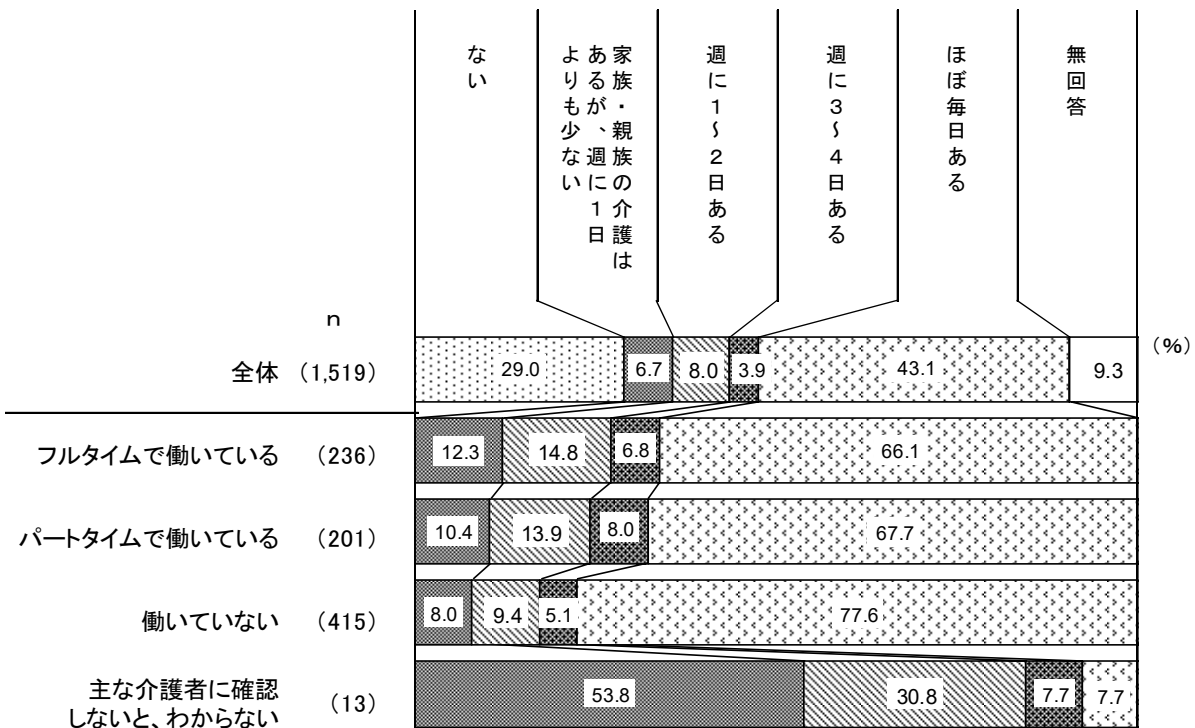 ない
家族・親族の介護は
あるが、週に１日
よりも少ない
週に１～２日ある
週に３～４日ある
ほぼ毎日ある
無回答
n
(%)
全体 (1,519) 29.0 6.7 8.0 3.9 43.1 9.3
フルタイムで働いている (236) 12.3 14.8 6.8 66.1
パートタイムで働いている (201) 10.4 13.9 8.0 67.7
働いていない (415) 8.0 9.4 5.1 77.6
主な介護者に確認
しないと、わからない (13) 53.8 30.8 7.7 7.7